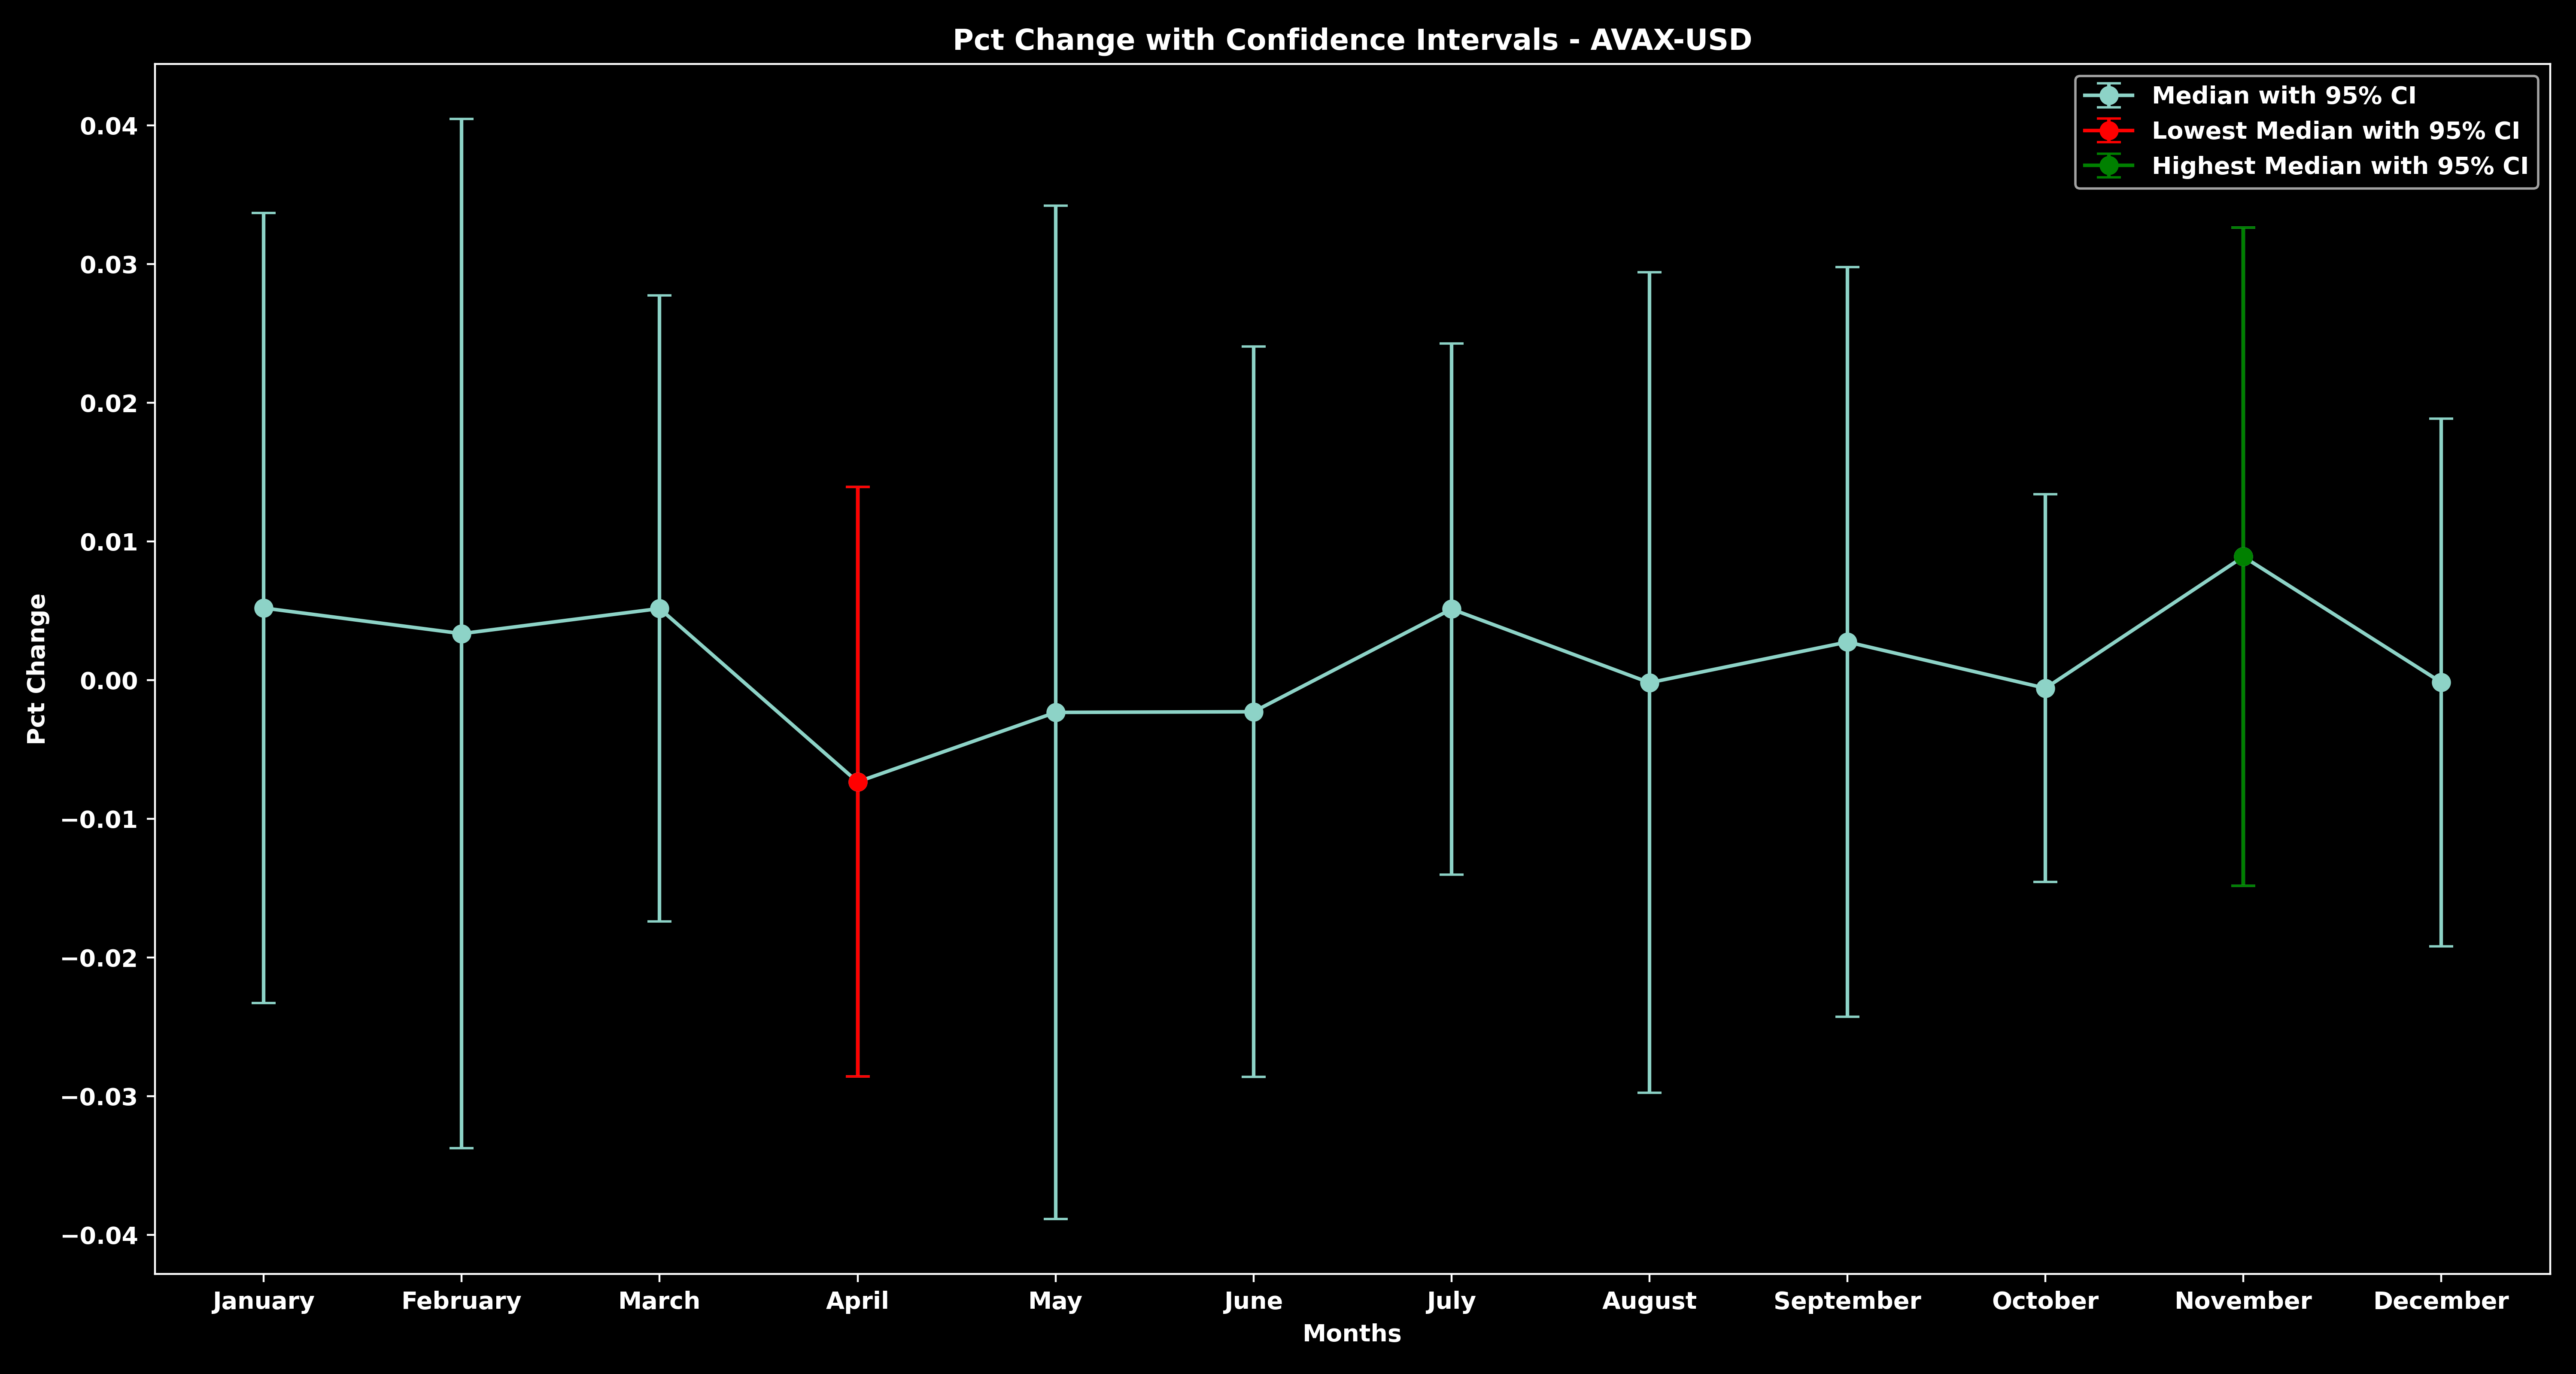 Pct Change with Confidence Intervals - AVAX-USD
Median with 95% CI
Lowest Median with 95% CI
Highest Median with 95% CI
Pct Change
0.04
0.03
0.02
0.01
0.00
−0.01
−0.02
−0.03
−0.04
January February March April May June July August September October November December
Months